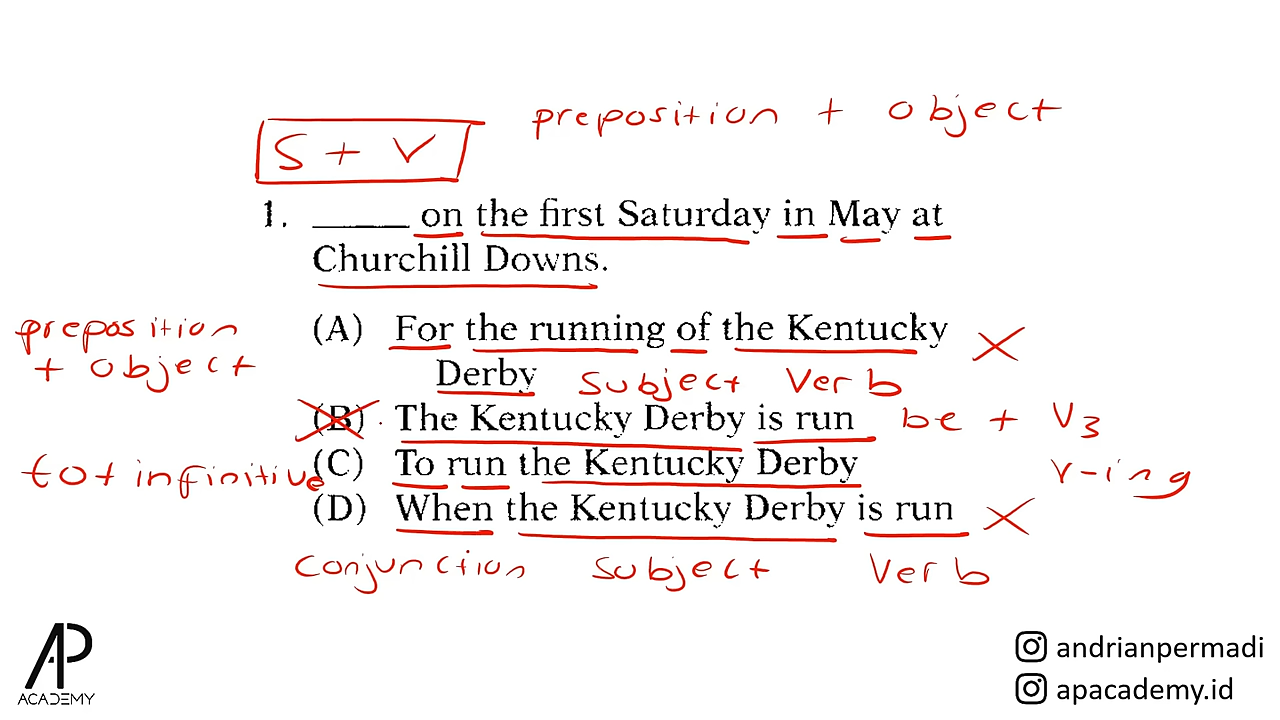 preposition + object
S + V
1. _____ on the first Saturday in May at
Churchill Downs.
preposition
+ object
(A) For the running of the Kentucky
Derby
Subject Verb
(B) The Kentucky Derby is run
be + V3
to + infinitive
(C) To run the Kentucky Derby
V-ing
(D) When the Kentucky Derby is run
Conjunction Subject Verb
AP
ACADEMY
andrianpermadi
apacademy.id